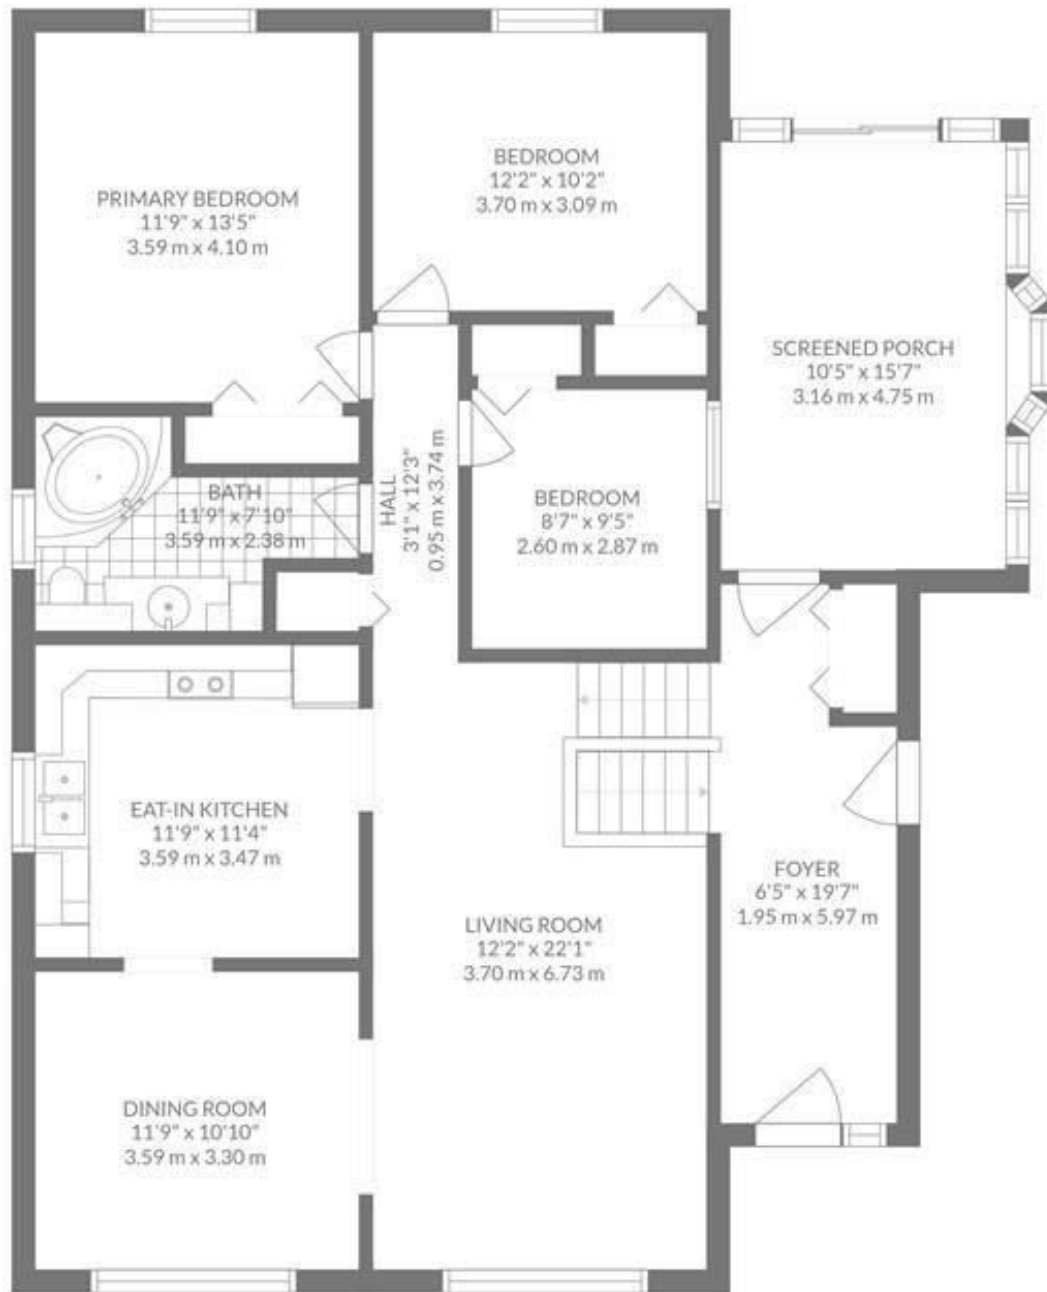 PRIMARY BEDROOM
11'9" x 13'5"
3.59 m x 4.10 m
BEDROOM
12'2" x 10'2"
3.70 m x 3.09 m
SCREENED PORCH
10'5" x 15'7"
3.16 m x 4.75 m
BATH
11'9" x 7'10"
3.59 m x 2.38 m
HALL
3'1" x 12'3"
0.95 m x 3.74 m
BEDROOM
8'7" x 9'5"
2.60 m x 2.87 m
EAT-IN KITCHEN
11'9" x 11'4"
3.59 m x 3.47 m
FOYER
6'5" x 19'7"
1.95 m x 5.97 m
LIVING ROOM
12'2" x 22'1"
3.70 m x 6.73 m
DINING ROOM
11'9" x 10'10"
3.59 m x 3.30 m